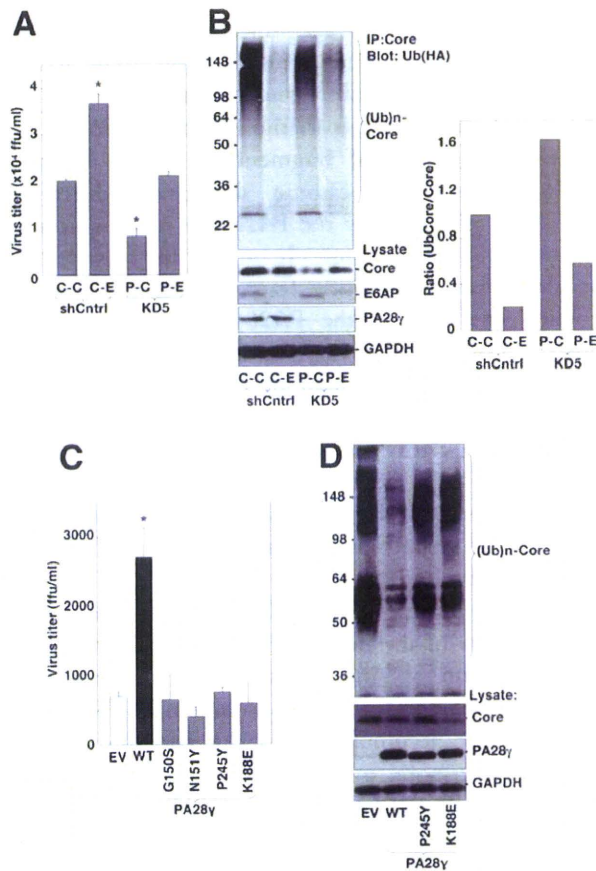 A
Virus titer (x10⁴ ffu/ml)
4
3
2
1
0
*
*
C-C C-E P-C P-E
shCntrl KD5
B
IP:Core
Blot: Ub(HA)
148
98
64
50
36
22
(Ub)n-
Core
Lysate
Core
E6AP
PA28γ
GAPDH
C-C C-E P-C P-E
shCntrl KD5
Ratio (UbCore/Core)
1.6
1.2
0.8
0.4
0
C-C C-E P-C P-E
shCntrl KD5
C
Virus titer (ffu/ml)
3000
2000
1000
0
*
EV WT G150S N151Y P245Y K188E
PA28γ
D
148
98
64
50
36
(Ub)n-Core
Lysate:
Core
PA28γ
GAPDH
EV WT P245Y K188E
PA28γ